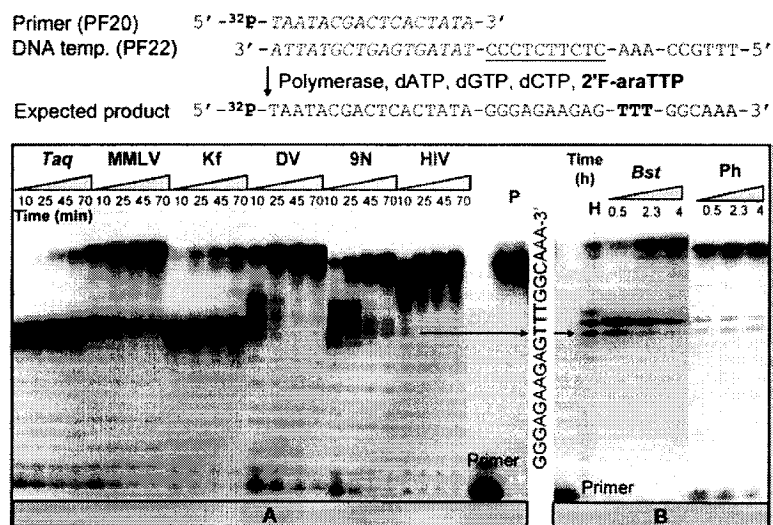 Primer (PF20) 5'-³²P-TAATACGACTCACTATA-3'
DNA temp. (PF22) 3'-ATTATGCTGAGTGATAT-CCCTCTTCTC-AAA-CCGTTT-5'
Polymerase, dATP, dGTP, dCTP, 2'F-araTTP
Expected product 5'-³²P-TAATACGACTCACTATA-GGGAGAAGAG-TTT-GGCAAA-3'
Taq MMLV Kf DV 9N HIV
10 25 45 70 10 25 45 70 10 25 45 70 10 25 45 70 10 25 45 70 10 25 45 70
Time (min)
P
GGGAGAAGAGTTTGGCAAA-3'
Time (h) Bst Ph
H 0.5 2.3 4 0.5 2.3 4
Primer
Primer
A B